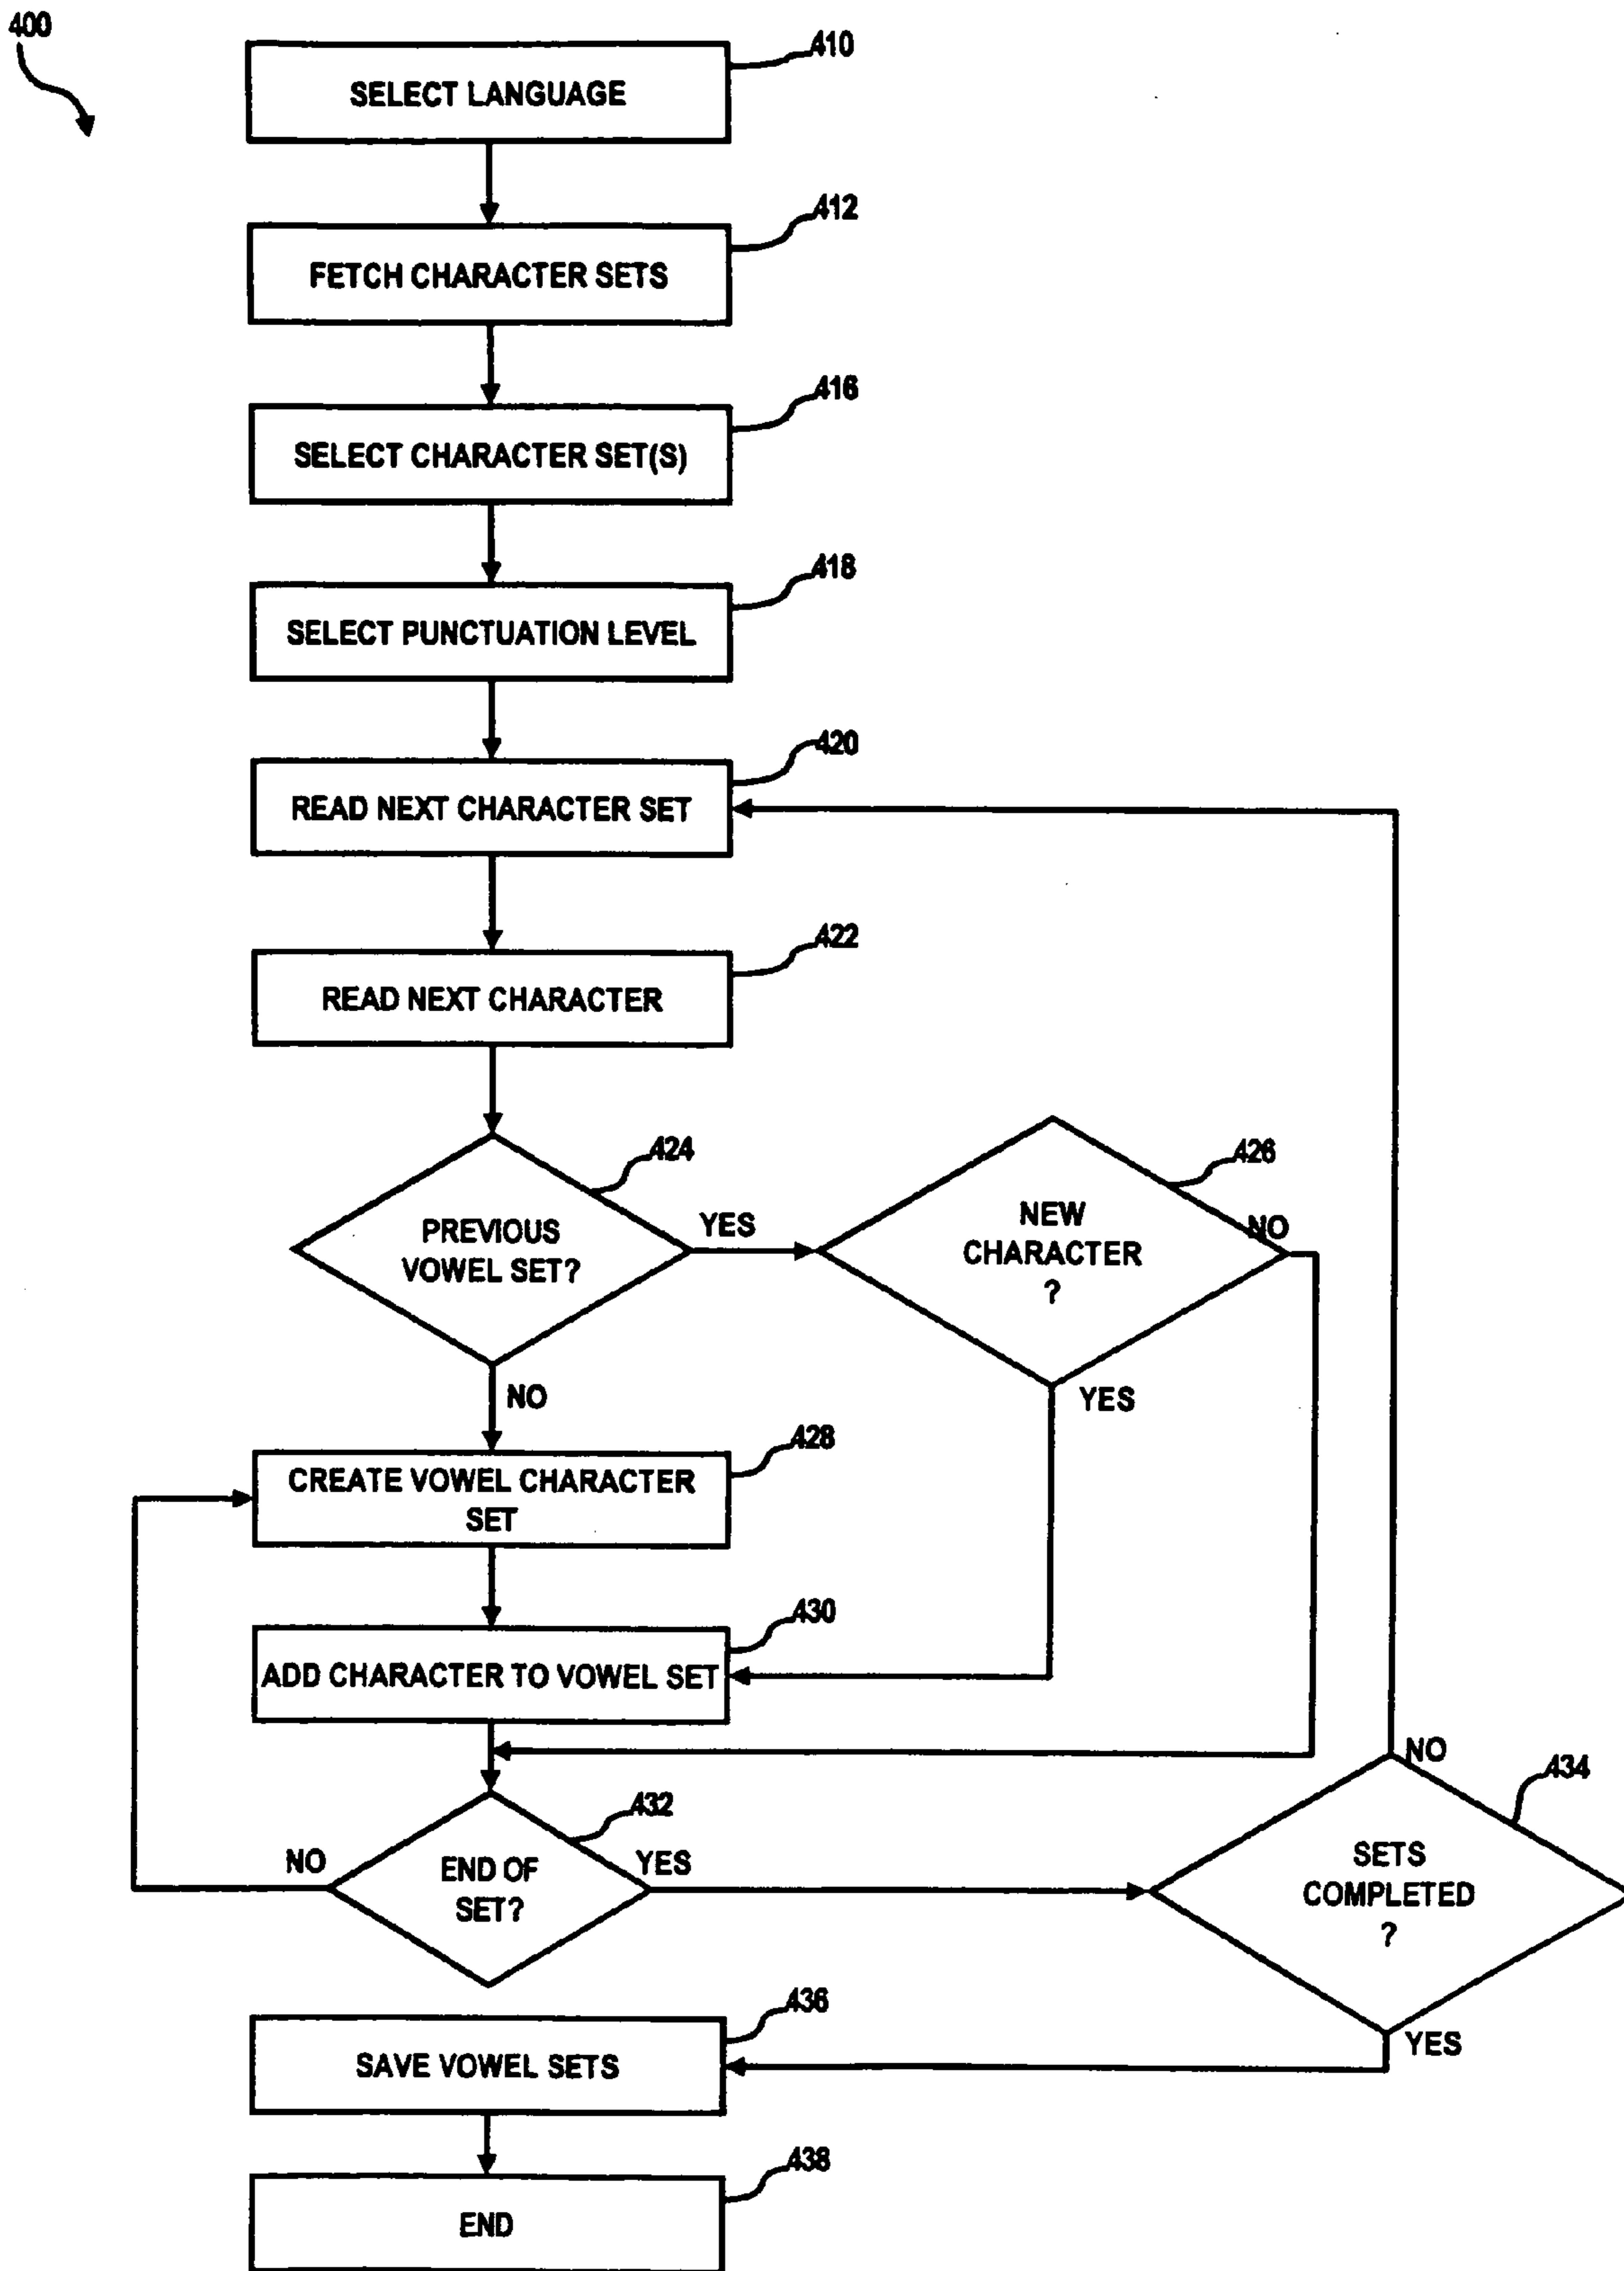 400
410
SELECT LANGUAGE
412
FETCH CHARACTER SETS
416
SELECT CHARACTER SET(S)
418
SELECT PUNCTUATION LEVEL
420
READ NEXT CHARACTER SET
422
READ NEXT CHARACTER
424
PREVIOUS
VOWEL SET?
YES
NO
426
NEW
CHARACTER
?
NO
YES
428
CREATE VOWEL CHARACTER
SET
430
ADD CHARACTER TO VOWEL SET
432
END OF
SET?
NO
YES
434
SETS
COMPLETED
?
NO
YES
436
SAVE VOWEL SETS
438
END